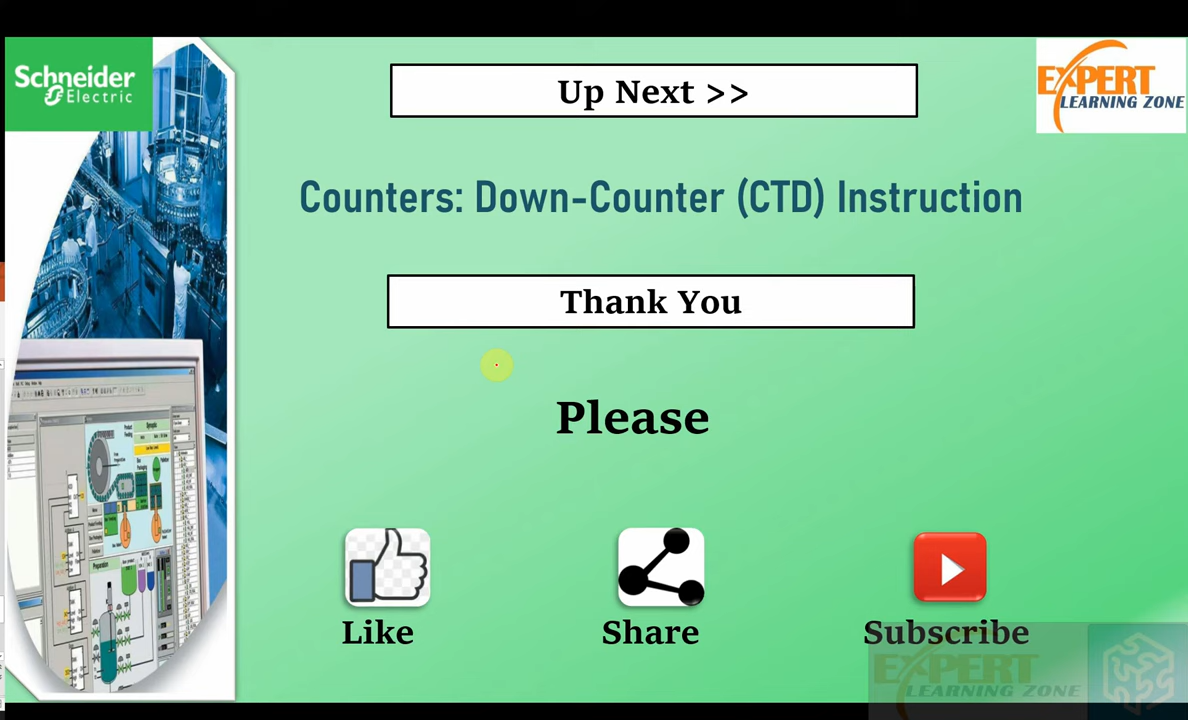 Schneider
Electric
Up Next >>
EXPERT
LEARNING ZONE
Counters: Down-Counter (CTD) Instruction
Thank You
Please
Like
Share
Subscribe
EXPERT
LEARNING ZONE
Preparation